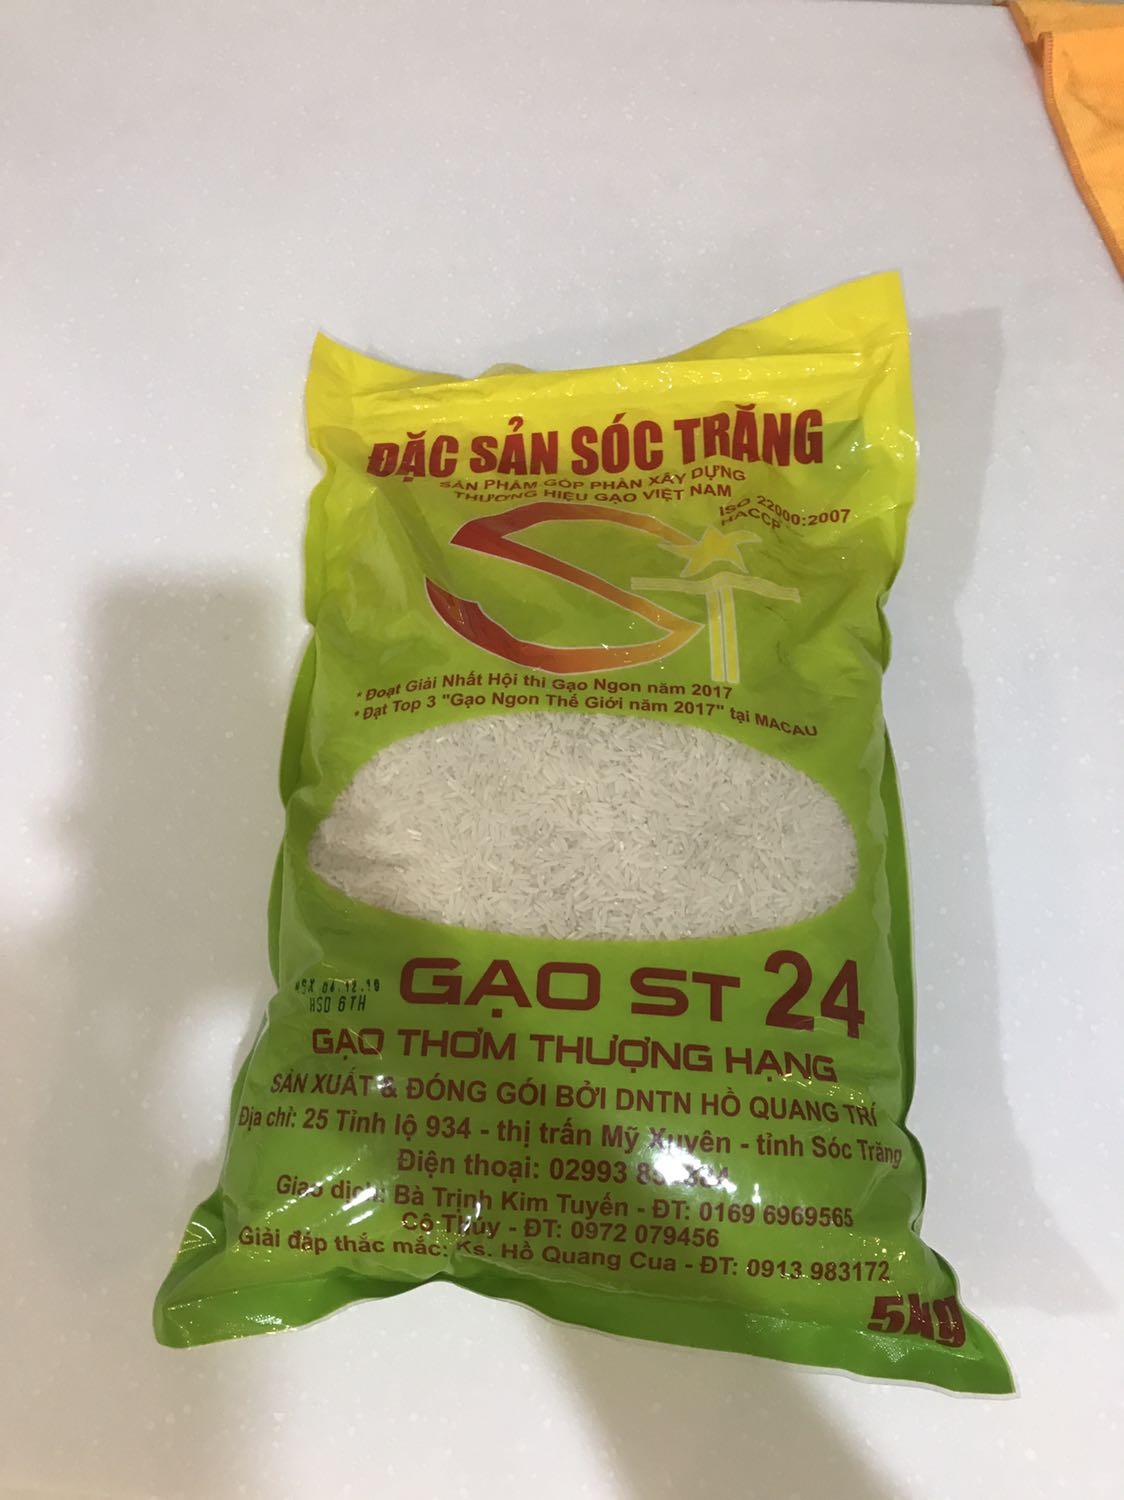 ĐẶC SẢN SÓC TRĂNG
SẢN PHẨM GÓP PHẦN XÂY DỰNG
THƯƠNG HIỆU GẠO VIỆT NAM
ISO 22000:2007
HACCP
ST
* Đoạt Giải Nhất Hội thi Gạo Ngon năm 2017
* Đạt Top 3 "Gạo Ngon Thế Giới năm 2017" tại MACAU
HSD 6TH
GẠO ST 24
GẠO THƠM THƯỢNG HẠNG
SẢN XUẤT & ĐÓNG GÓI BỞI DNTN HỒ QUANG TRÍ
Địa chỉ: 25 Tỉnh lộ 934 - thị trấn Mỹ Xuyên - tỉnh Sóc Trăng
Điện thoại: 02993
Giao dịch: Bà Trịnh Kim Tuyến - ĐT: 0169 6969565
Cô Thủy - ĐT: 0972 079456
Giải đáp thắc mắc: Ks. Hồ Quang Cua - ĐT: 0913 983172
5kg